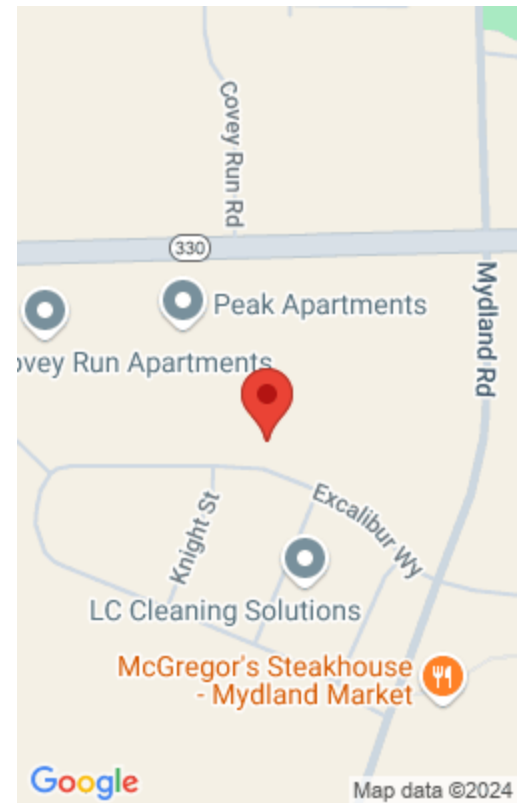 Covey Run Rd
330
Mydland Rd
Peak Apartments
ovey Run Apartments
Excalibur Wy
Knight St
LC Cleaning Solutions
McGregor's Steakhouse
- Mydland Market
Google
Map data ©2024